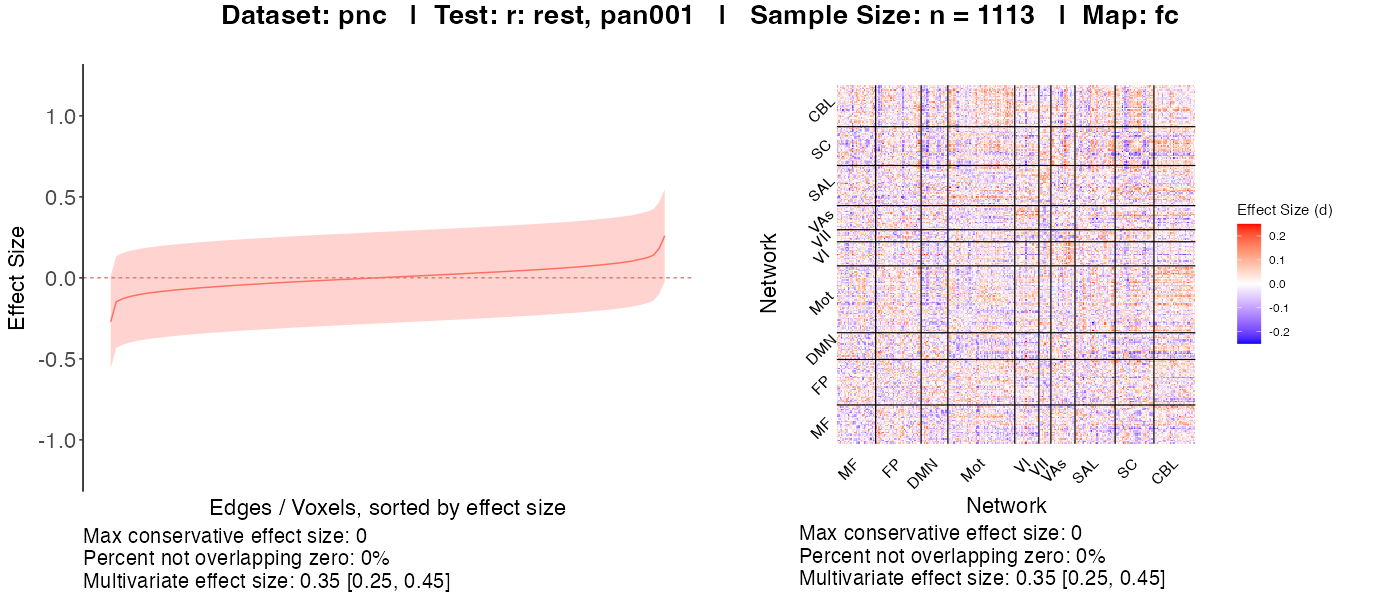 Dataset: pnc | Test: r: rest, pan001 | Sample Size: n = 1113 | Map: fc
Effect Size
1.0
0.5
0.0
-0.5
-1.0
Edges / Voxels, sorted by effect size
Max conservative effect size: 0
Percent not overlapping zero: 0%
Multivariate effect size: 0.35 [0.25, 0.45]
Network
CBL
SC
SAL
VAs
VII
VI
Mot
DMN
FP
MF
MF
FP
DMN
Mot
VI
VII
VAs
SAL
SC
CBL
Network
Max conservative effect size: 0
Percent not overlapping zero: 0%
Multivariate effect size: 0.35 [0.25, 0.45]
Effect Size (d)
0.2
0.1
0.0
-0.1
-0.2